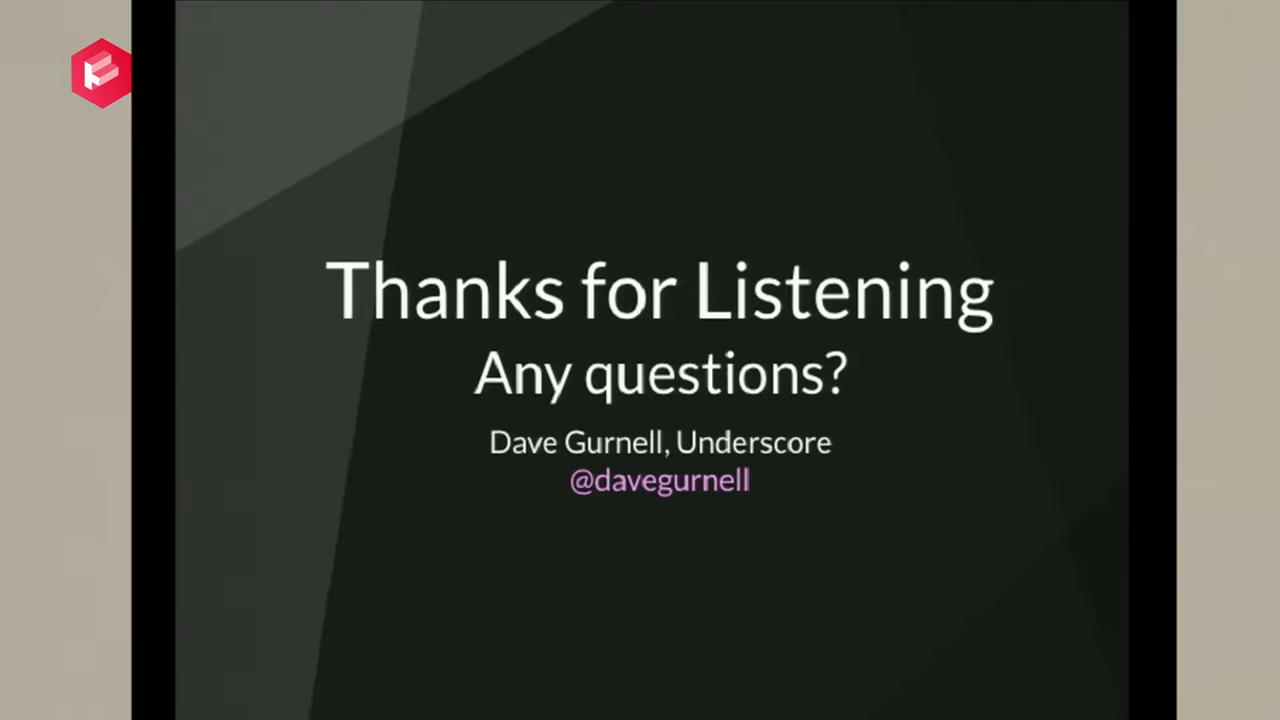 Thanks for Listening
Any questions?
Dave Gurnell, Underscore
@davegurnell